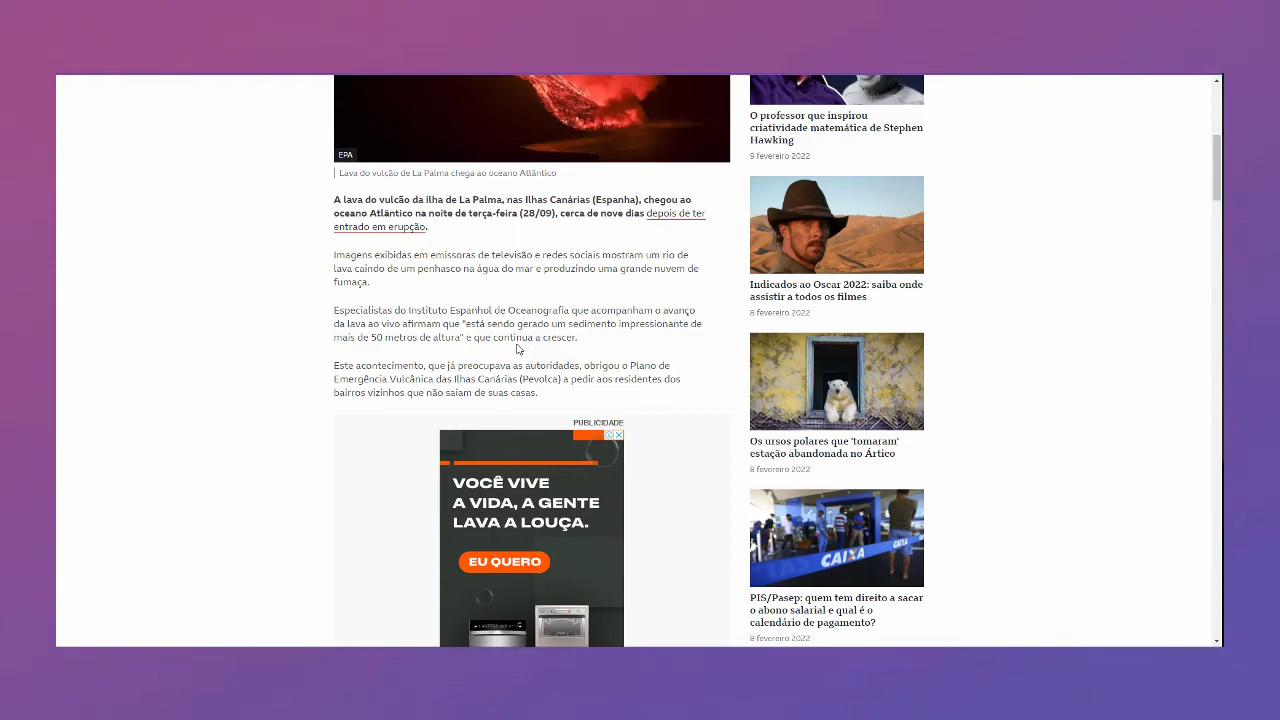 EPA
Lava do vulcão de La Palma chega ao oceano Atlântico
A lava do vulcão da ilha de La Palma, nas Ilhas Canárias (Espanha), chegou ao
oceano Atlântico na noite de terça-feira (28/09), cerca de nove dias depois de ter
entrado em erupção.
Imagens exibidas em emissoras de televisão e redes sociais mostram um rio de
lava caindo de um penhasco na água do mar e produzindo uma grande nuvem de
fumaça.
Especialistas do Instituto Espanhol de Oceanografia que acompanham o avanço
da lava ao vivo afirmam que "está sendo gerado um sedimento impressionante de
mais de 50 metros de altura" e que continua a crescer.
Este acontecimento, que já preocupava as autoridades, obrigou o Plano de
Emergência Vulcânica das Ilhas Canárias (Pevolca) a pedir aos residentes dos
bairros vizinhos que não saiam de suas casas.
PUBLICIDADE
VOCÊ VIVE
A VIDA, A GENTE
LAVA A LOUÇA.
EU QUERO
O professor que inspirou
criatividade matemática de Stephen
Hawking
9 fevereiro 2022
Indicados ao Oscar 2022: saiba onde
assistir a todos os filmes
8 fevereiro 2022
Os ursos polares que 'tomaram'
estação abandonada no Ártico
8 fevereiro 2022
CAIXA
CAIXA
PIS/Pasep: quem tem direito a sacar
o abono salarial e qual é o
calendário de pagamento?
8 fevereiro 2022